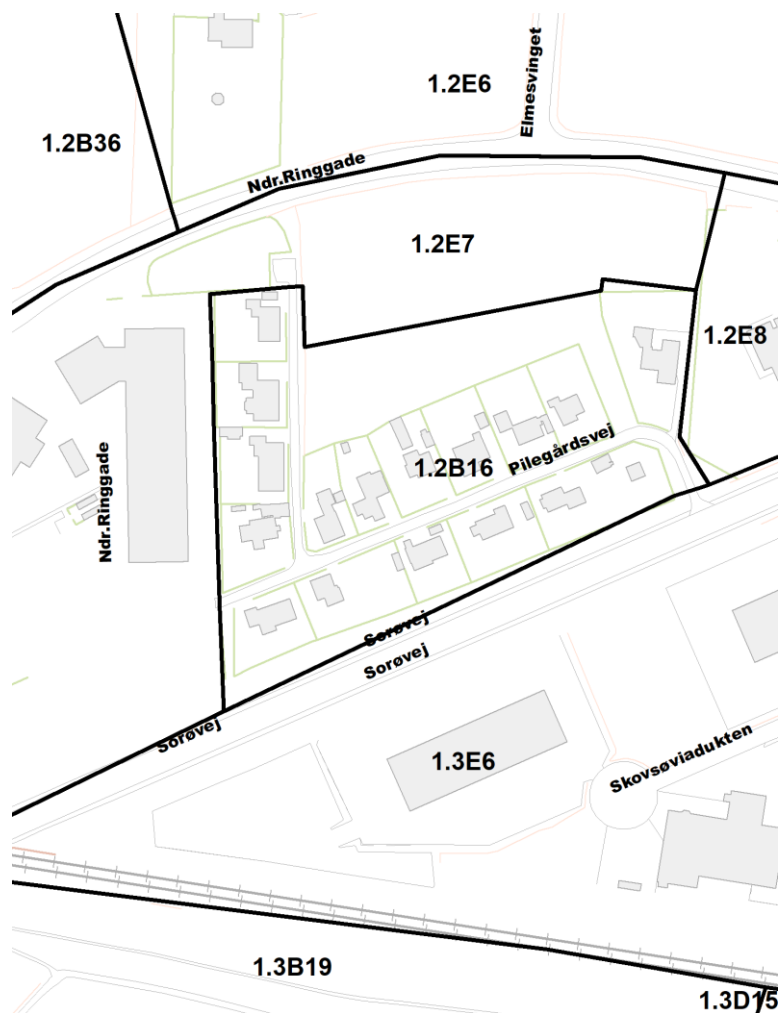 Elmesvinget
1.2E6
1.2B36
Ndr.Ringgade
1.2E7
1.2E8
Pilegårdsvej
1.2B16
Ndr.Ringgade
Sorøvej
Sorøvej
Sorøvej
1.3E6
Skovsøviadukten
1.3B19
1.3D15